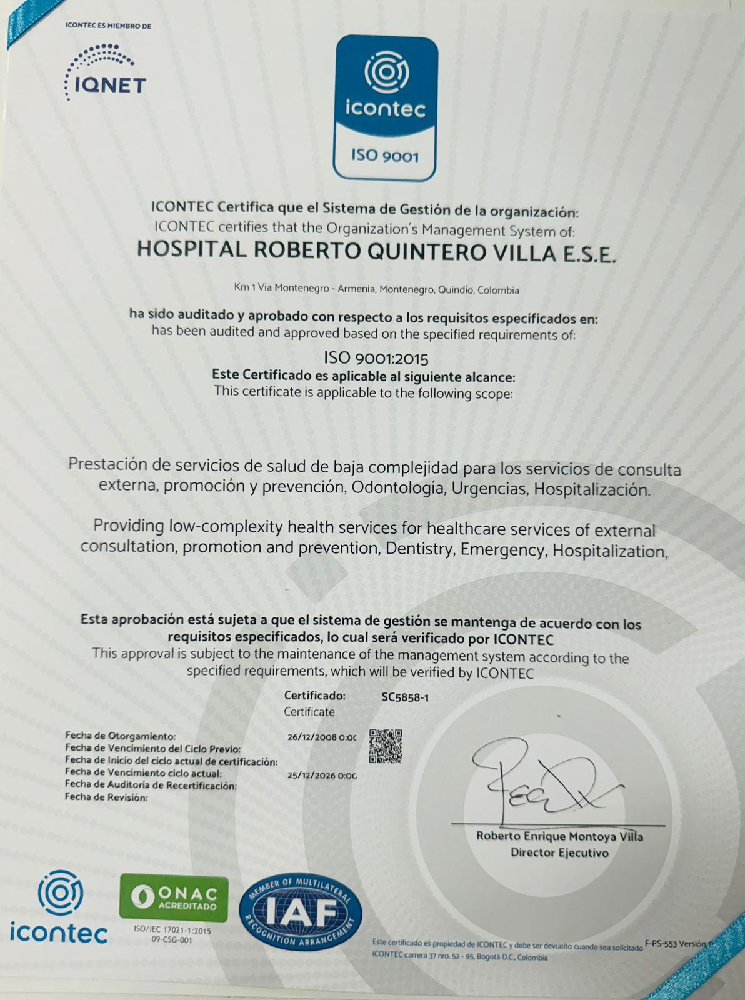 ICONTEC ES MIEMBRO DE
IQNET
icontec
ISO 9001
ICONTEC Certifica que el Sistema de Gestión de la organización:
ICONTEC certifies that the Organization's Management System of:
HOSPITAL ROBERTO QUINTERO VILLA E.S.E.
Km 1 Via Montenegro - Armenia, Montenegro, Quindío, Colombia
ha sido auditado y aprobado con respecto a los requisitos especificados en:
has been audited and approved based on the specified requirements of:
ISO 9001:2015
Este Certificado es aplicable al siguiente alcance:
This certificate is applicable to the following scope:
Prestación de servicios de salud de baja complejidad para los servicios de consulta
externa, promoción y prevención, Odontología, Urgencias, Hospitalización.
Providing low-complexity health services for healthcare services of external
consultation, promotion and prevention, Dentistry, Emergency, Hospitalization,
Esta aprobación está sujeta a que el sistema de gestión se mantenga de acuerdo con los
requisitos especificados, lo cual será verificado por ICONTEC
This approval is subject to the maintenance of the management system according to the
specified requirements, which will be verified by ICONTEC
Certificado: SC5858-1
Certificate
Fecha de Otorgamiento: 26/12/2008 0:00
Fecha de Vencimiento del Ciclo Previo:
Fecha de Inicio del ciclo actual de certificación:
Fecha de Vencimiento ciclo actual: 25/12/2026 0:00
Fecha de Auditoria de Recertificación:
Fecha de Revisión:
Roberto Enrique Montoya Villa
Director Ejecutivo
icontec
ONAC
ACREDITADO
ISO/IEC 17021-1:2015
09-CSG-001
MEMBER OF MULTILATERAL
IAF
RECOGNITION ARRANGEMENT
Este certificado es propiedad de ICONTEC y debe ser devuelto cuando sea solicitado F-PS-553 Versión
ICONTEC carrera 37 nro. 52 - 95, Bogotá D.C., Colombia